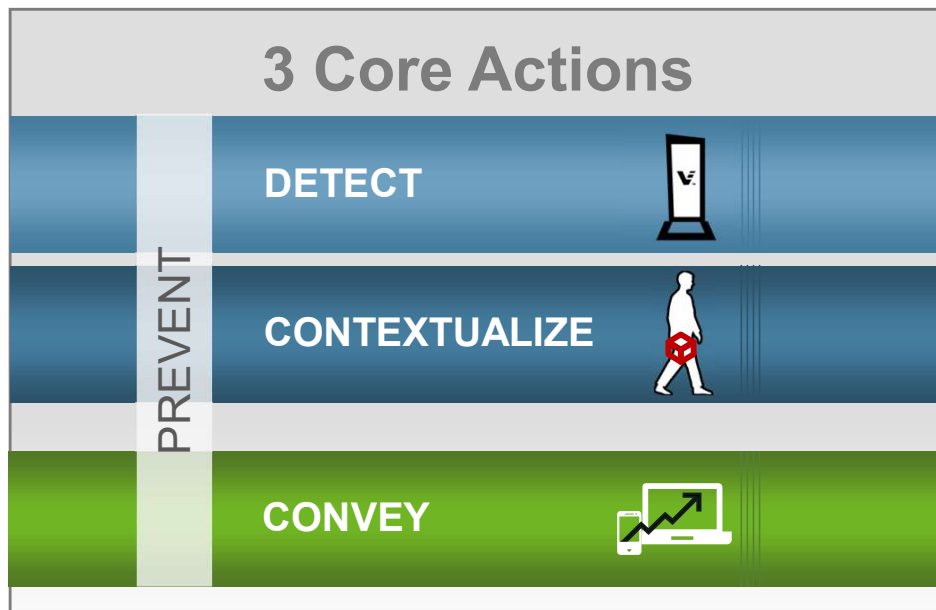 3 Core Actions
DETECT
PREVENT
CONTEXTUALIZE
CONVEY